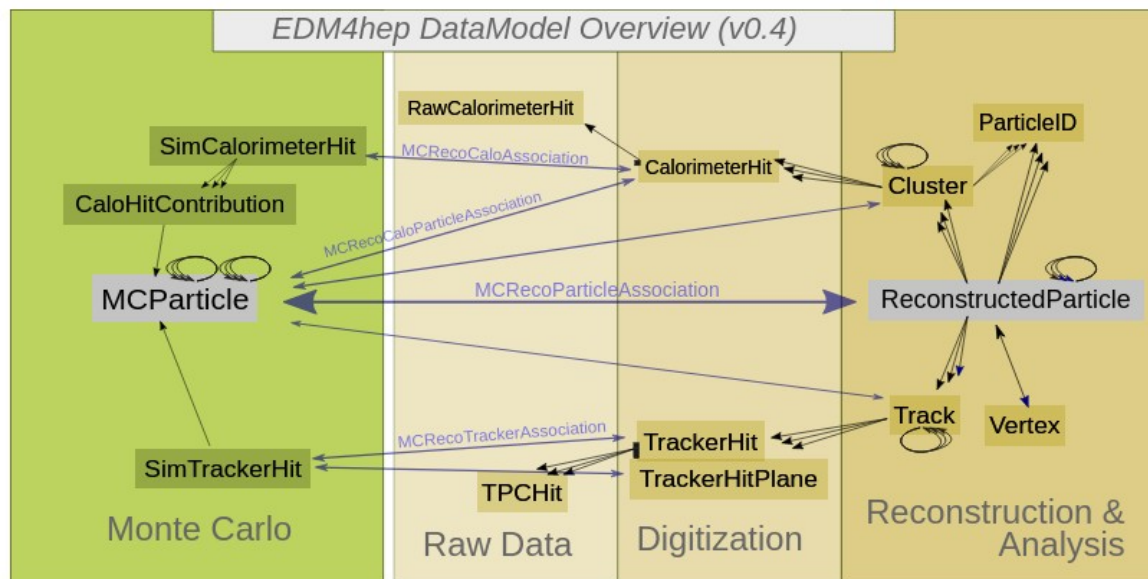 EDM4hep DataModel Overview (v0.4)
RawCalorimeterHit
ParticleID
SimCalorimeterHit
MCRecoCaloAssociation
CalorimeterHit
Cluster
CaloHitContribution
MCRecoCaloParticleAssociation
MCParticle
MCRecoParticleAssociation
ReconstructedParticle
Track
Vertex
MCRecoTrackerAssociation
TrackerHit
SimTrackerHit
TPCHit
TrackerHitPlane
Monte Carlo
Raw Data
Digitization
Reconstruction &
Analysis